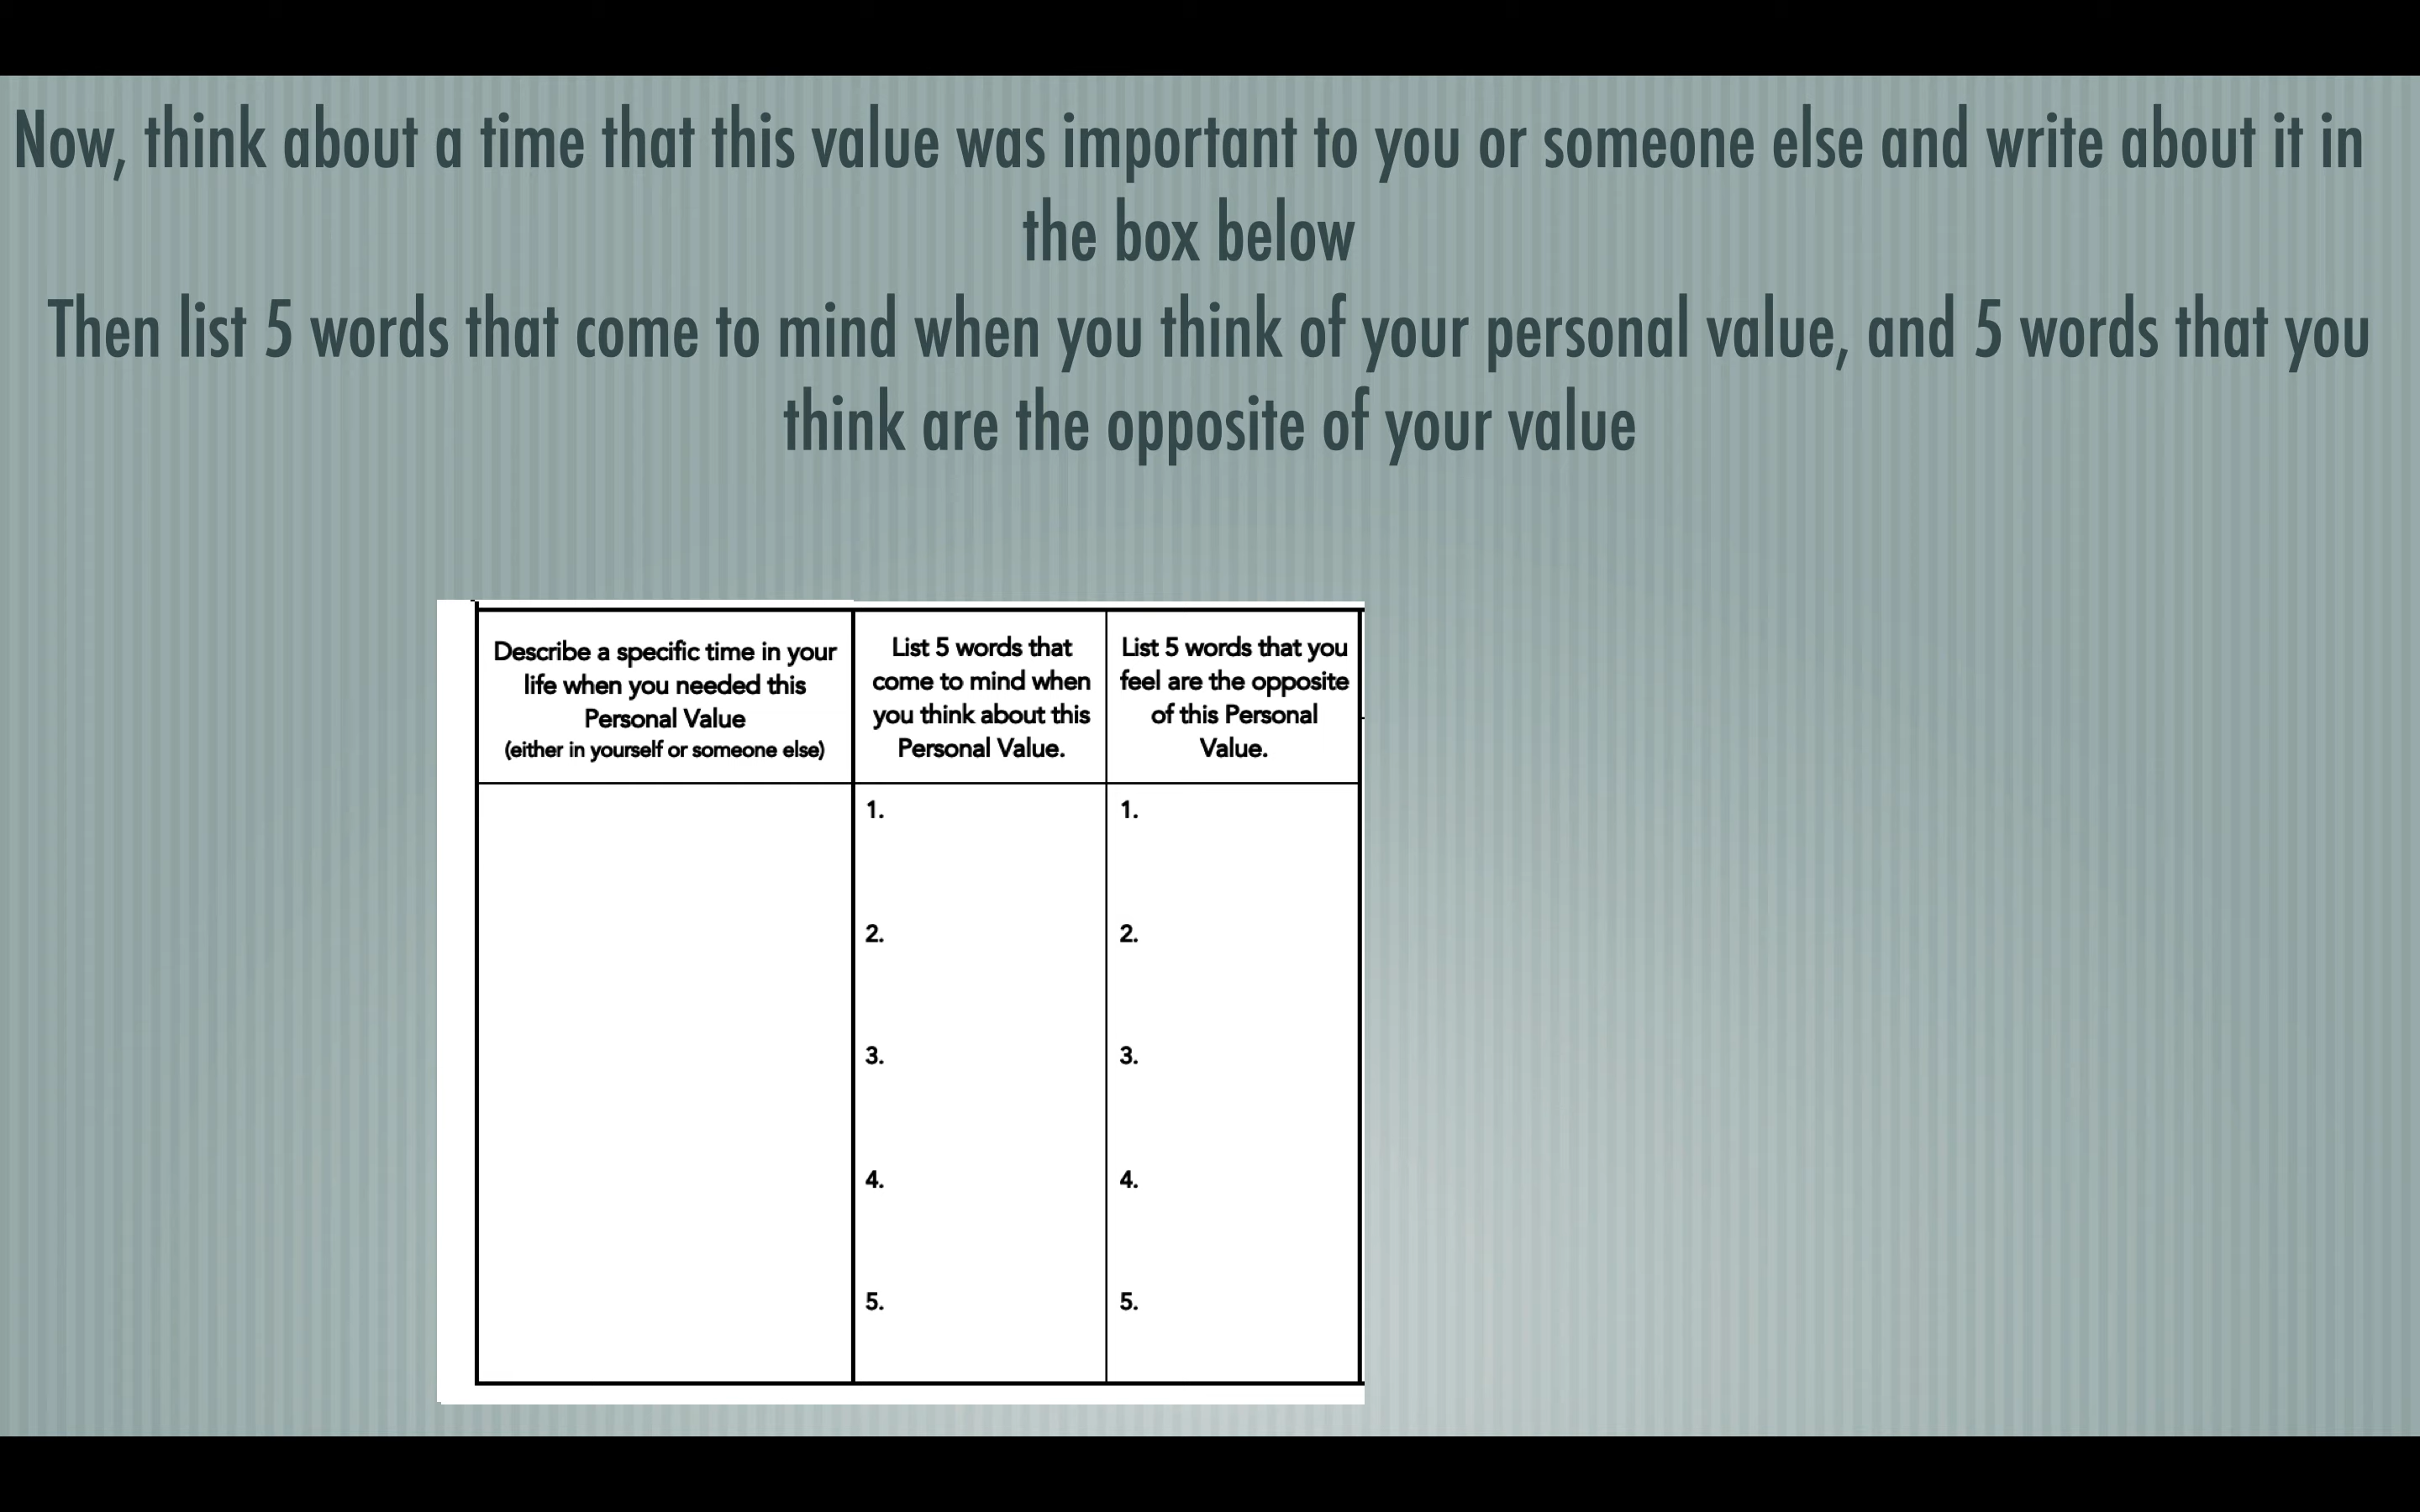 Now, think about a time that this value was important to you or someone else and write about it in
the box below
Then list 5 words that come to mind when you think of your personal value, and 5 words that you
think are the opposite of your value
Describe a specific time in your
life when you needed this
Personal Value
(either in yourself or someone else)
List 5 words that
come to mind when
you think about this
Personal Value.
List 5 words that you
feel are the opposite
of this Personal
Value.
1.
2.
3.
4.
5.
1.
2.
3.
4.
5.